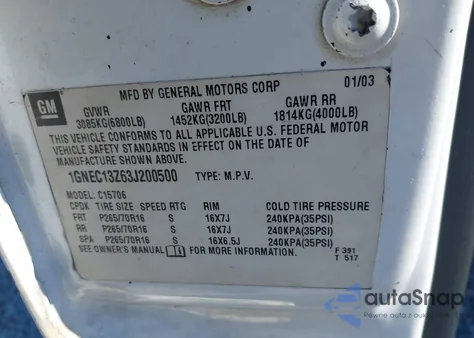 MFD BY GENERAL MOTORS CORP 01/03
GM
GVWR GAWR FRT GAWR RR
3085KG(6800LB) 1452KG(3200LB) 1814KG(4000LB)
THIS VEHICLE CONFORMS TO ALL APPLICABLE U.S. FEDERAL MOTOR
VEHICLE SAFETY STANDARDS IN EFFECT ON THE DATE OF
MANUFACTURE SHOWN ABOVE.
1GNEC13Z63J200500 TYPE: M.P.V.
MODEL: C15706
CPDK TIRE SIZE SPEED RTG RIM COLD TIRE PRESSURE
FRT P265/70R16 S 16X7J 240KPA(35PSI)
RR P265/70R16 S 16X7J 240KPA(35PSI)
SPA P265/70R16 S 16X6.5J 240KPA(35PSI)
SEE OWNER'S MANUAL FOR MORE INFORMATION. F 391
T 517
autaSnap
Pewne auta z aukcji